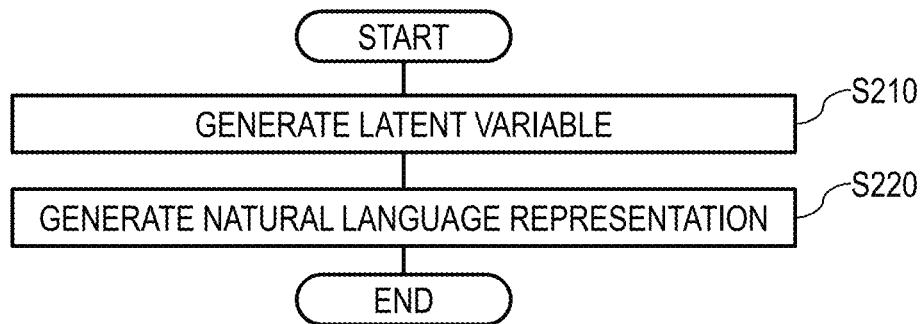 START
GENERATE LATENT VARIABLE
S210
GENERATE NATURAL LANGUAGE REPRESENTATION
S220
END